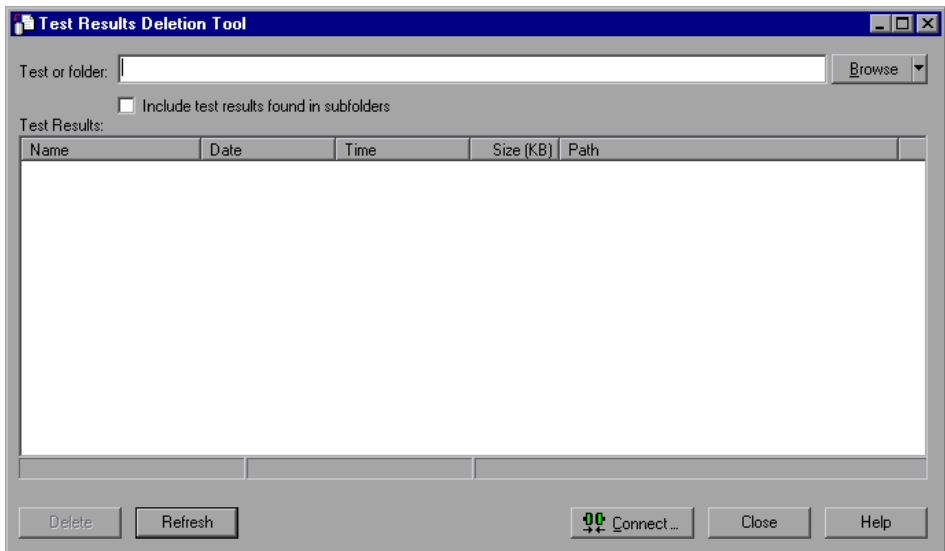 Test Results Deletion Tool
Test or folder: Browse
Include test results found in subfolders
Test Results:
Name Date Time Size (KB) Path
Delete Refresh Connect... Close Help